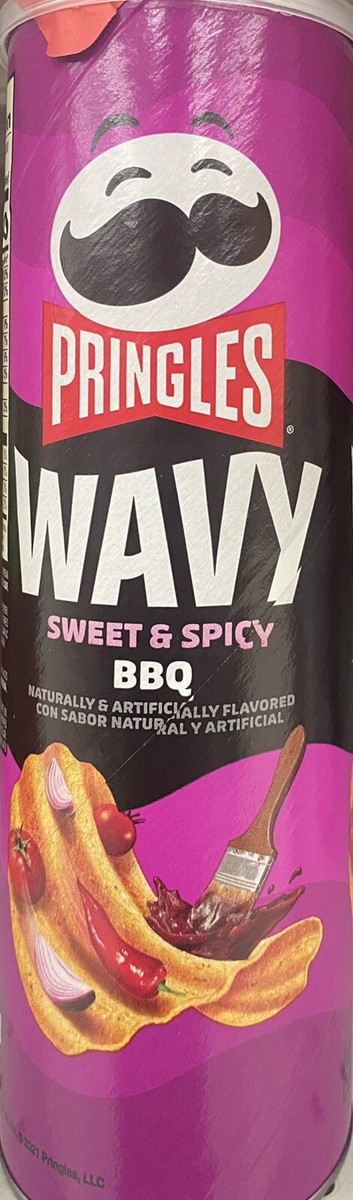 PRINGLES®
WAVY
SWEET & SPICY
BBQ
NATURALLY & ARTIFICIALLY FLAVORED
CON SABOR NATURAL Y ARTIFICIAL
© 2021 Pringles, LLC